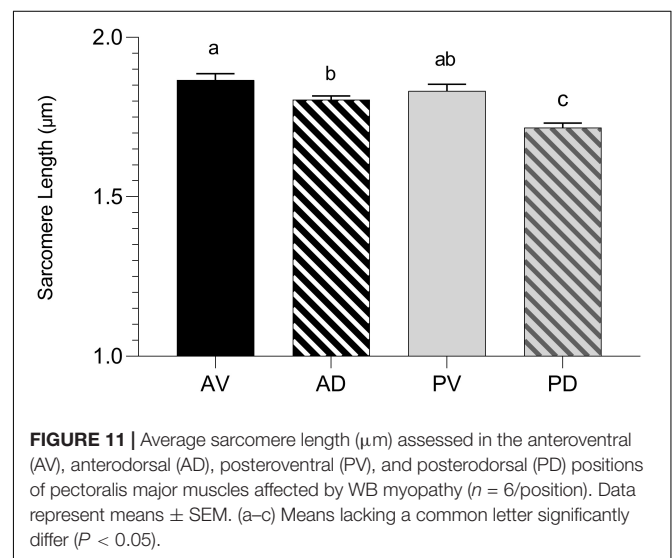 2.0
a
b
ab
c
1.5
1.0
Sarcomere Length (μm)
AV AD PV PD
FIGURE 11 | Average sarcomere length (μm) assessed in the anteroventral
(AV), anterodorsal (AD), posteroventral (PV), and posterodorsal (PD) positions
of pectoralis major muscles affected by WB myopathy (n = 6/position). Data
represent means ± SEM. (a–c) Means lacking a common letter significantly
differ (P < 0.05).